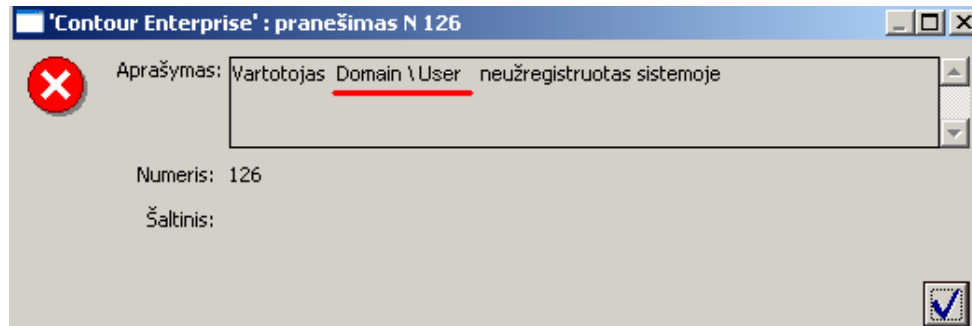 'Contour Enterprise' : pranešimas N 126
Aprašymas: Vartotojas Domain \ User neužregistruotas sistemoje
Numeris: 126
Šaltinis: